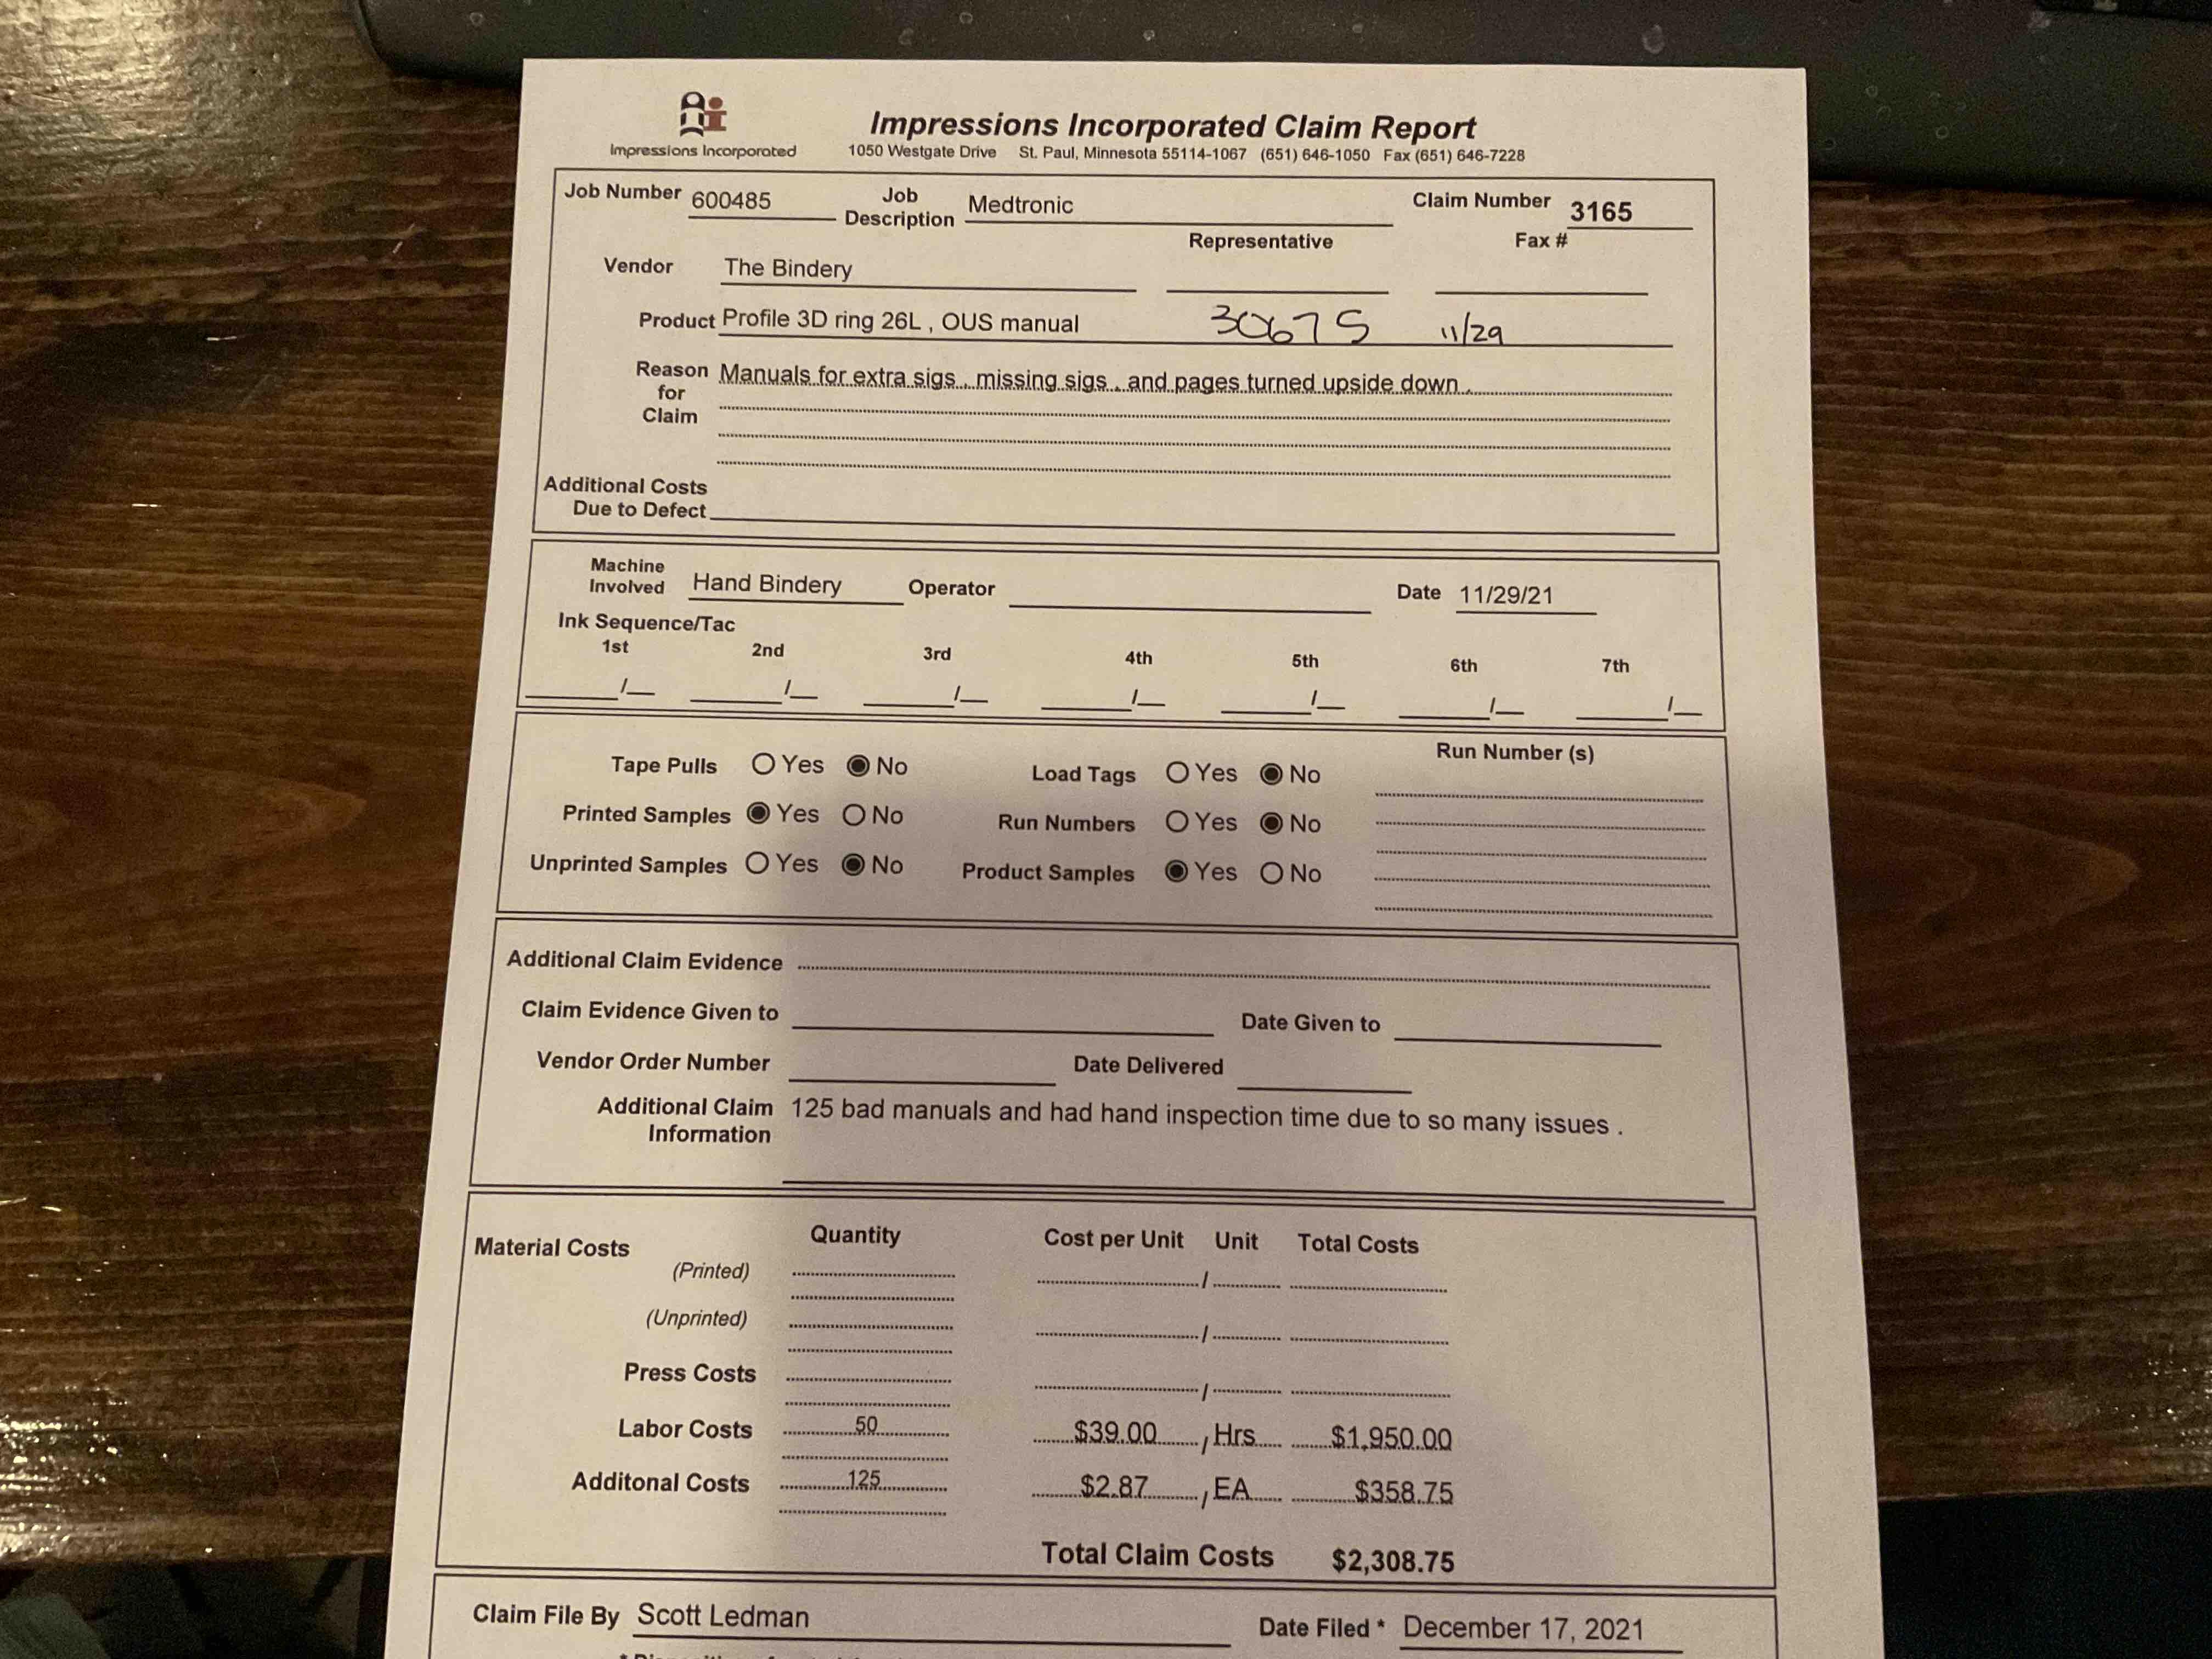 Impressions Incorporated
Impressions Incorporated Claim Report
1050 Westgate Drive St. Paul, Minnesota 55114-1067 (651) 646-1050 Fax (651) 646-7228
Job Number 600485 Job Description Medtronic Claim Number 3165
Representative Fax #
Vendor The Bindery
Product Profile 3D ring 26L , OUS manual 30675 11/29
Reason for Claim Manuals for extra sigs , missing sigs , and pages turned upside down .
Additional Costs
Due to Defect
Machine Involved Hand Bindery Operator Date 11/29/21
Ink Sequence/Tac
1st 2nd 3rd 4th 5th 6th 7th
/ / / / / / /
Tape Pulls Yes No Load Tags Yes No Run Number (s)
Printed Samples Yes No Run Numbers Yes No
Unprinted Samples Yes No Product Samples Yes No
Additional Claim Evidence
Claim Evidence Given to Date Given to
Vendor Order Number Date Delivered
Additional Claim Information 125 bad manuals and had hand inspection time due to so many issues .
Material Costs Quantity Cost per Unit Unit Total Costs
(Printed) /
(Unprinted) /
Press Costs /
Labor Costs 50 $39.00 / Hrs $1,950.00
Additonal Costs 125 $2.87 / EA $358.75
Total Claim Costs $2,308.75
Claim File By Scott Ledman Date Filed * December 17, 2021